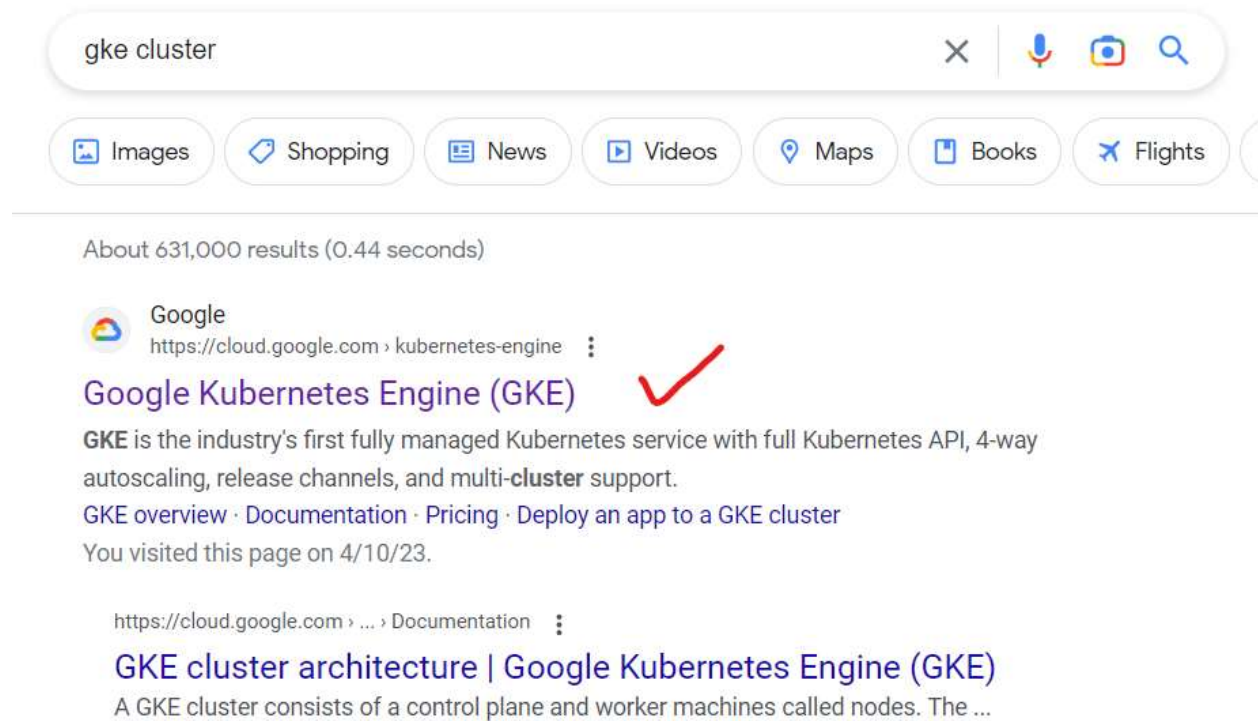 gke cluster
Images
Shopping
News
Videos
Maps
Books
Flights
About 631,000 results (0.44 seconds)
Google
https://cloud.google.com › kubernetes-engine
Google Kubernetes Engine (GKE)
GKE is the industry's first fully managed Kubernetes service with full Kubernetes API, 4-way
autoscaling, release channels, and multi-cluster support.
GKE overview · Documentation · Pricing · Deploy an app to a GKE cluster
You visited this page on 4/10/23.
https://cloud.google.com › ... › Documentation
GKE cluster architecture | Google Kubernetes Engine (GKE)
A GKE cluster consists of a control plane and worker machines called nodes. The ...